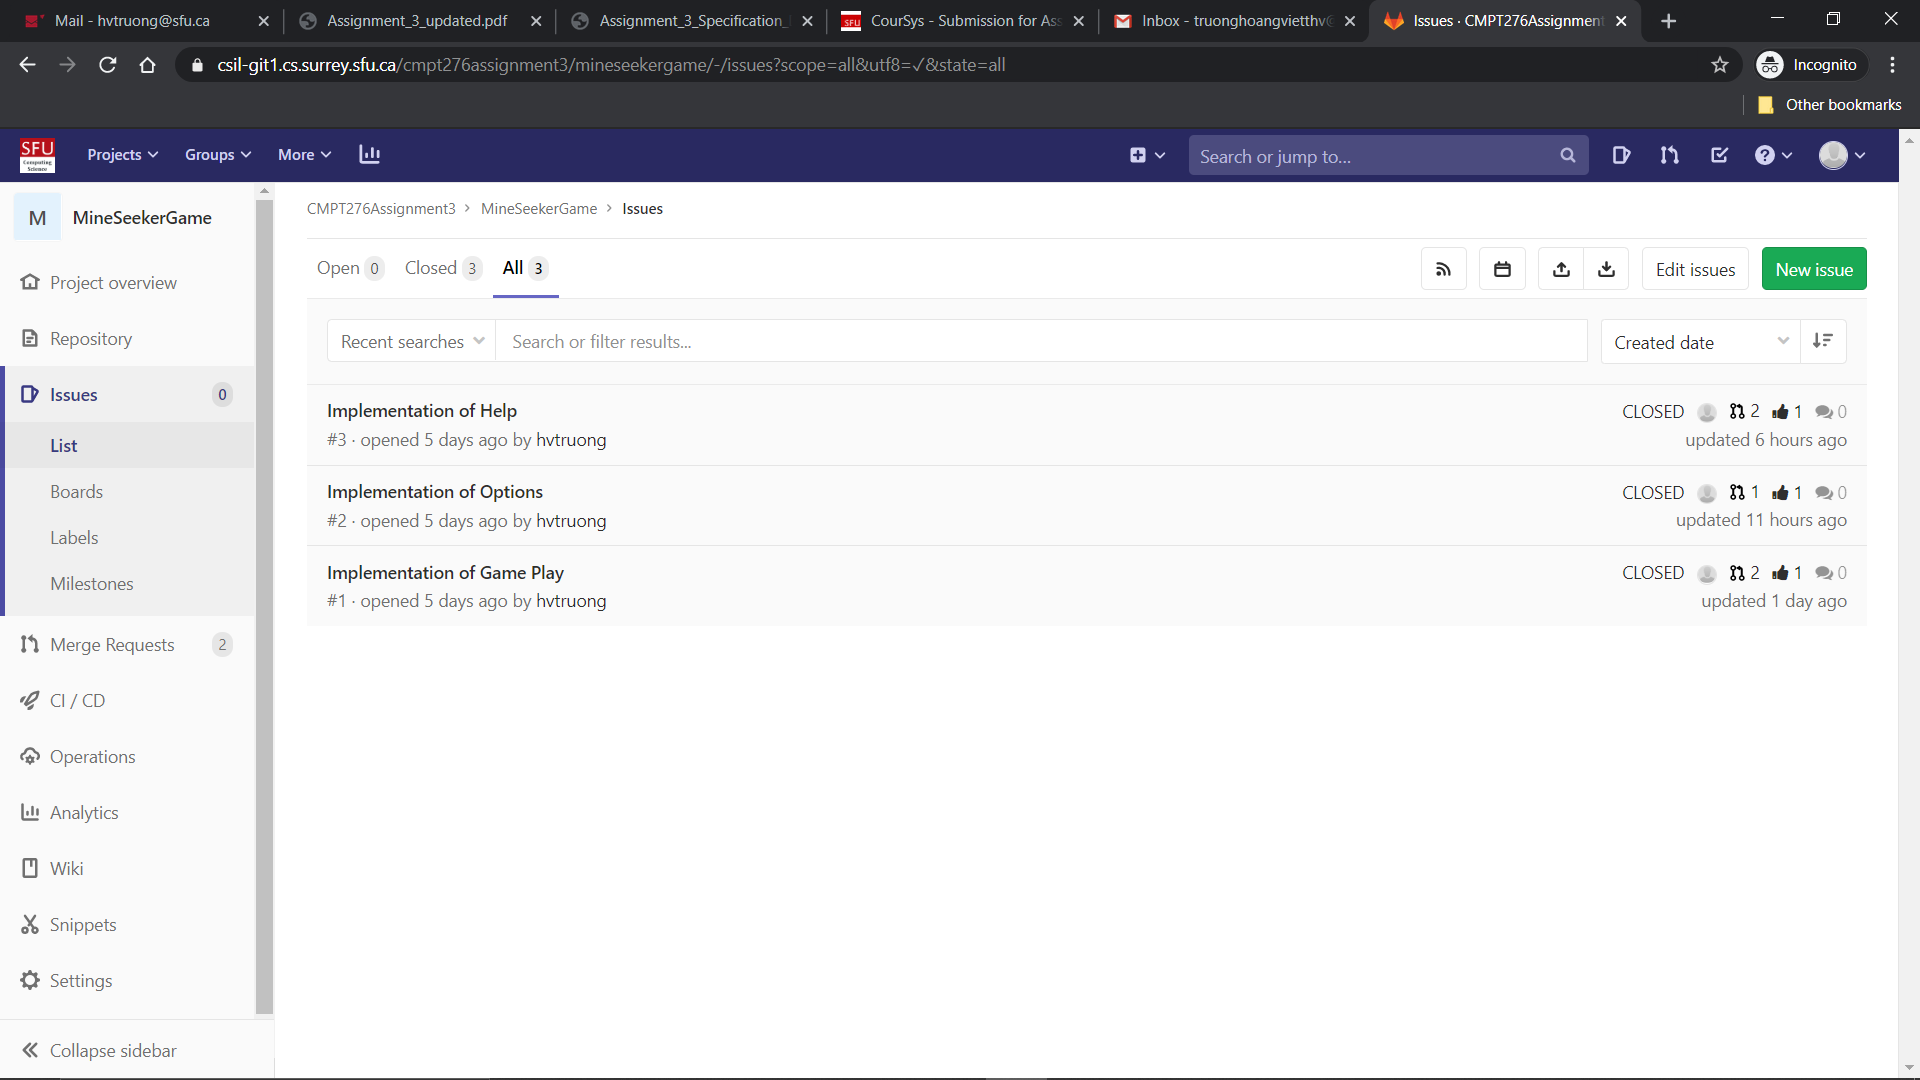 Mail - hvtruong@sfu.ca
Assignment_3_updated.pdf
Assignment_3_Specification_
SFU CourSys - Submission for Ass
Inbox - truonghoangvietthv@
Issues · CMPT276Assignment
csil-git1.cs.surrey.sfu.ca/cmpt276assignment3/mineseekergame/-/issues?scope=all&utf8=✓&state=all
Incognito
Other bookmarks
SFU Computing Science
Projects
Groups
More
Search or jump to...
M MineSeekerGame
Project overview
Repository
Issues 0
List
Boards
Labels
Milestones
Merge Requests 2
CI / CD
Operations
Analytics
Wiki
Snippets
Settings
Collapse sidebar
CMPT276Assignment3 > MineSeekerGame > Issues
Open 0 Closed 3 All 3
Edit issues
New issue
Recent searches
Search or filter results...
Created date
Implementation of Help
CLOSED 2 1 0
#3 · opened 5 days ago by hvtruong
updated 6 hours ago
Implementation of Options
CLOSED 1 1 0
#2 · opened 5 days ago by hvtruong
updated 11 hours ago
Implementation of Game Play
CLOSED 2 1 0
#1 · opened 5 days ago by hvtruong
updated 1 day ago